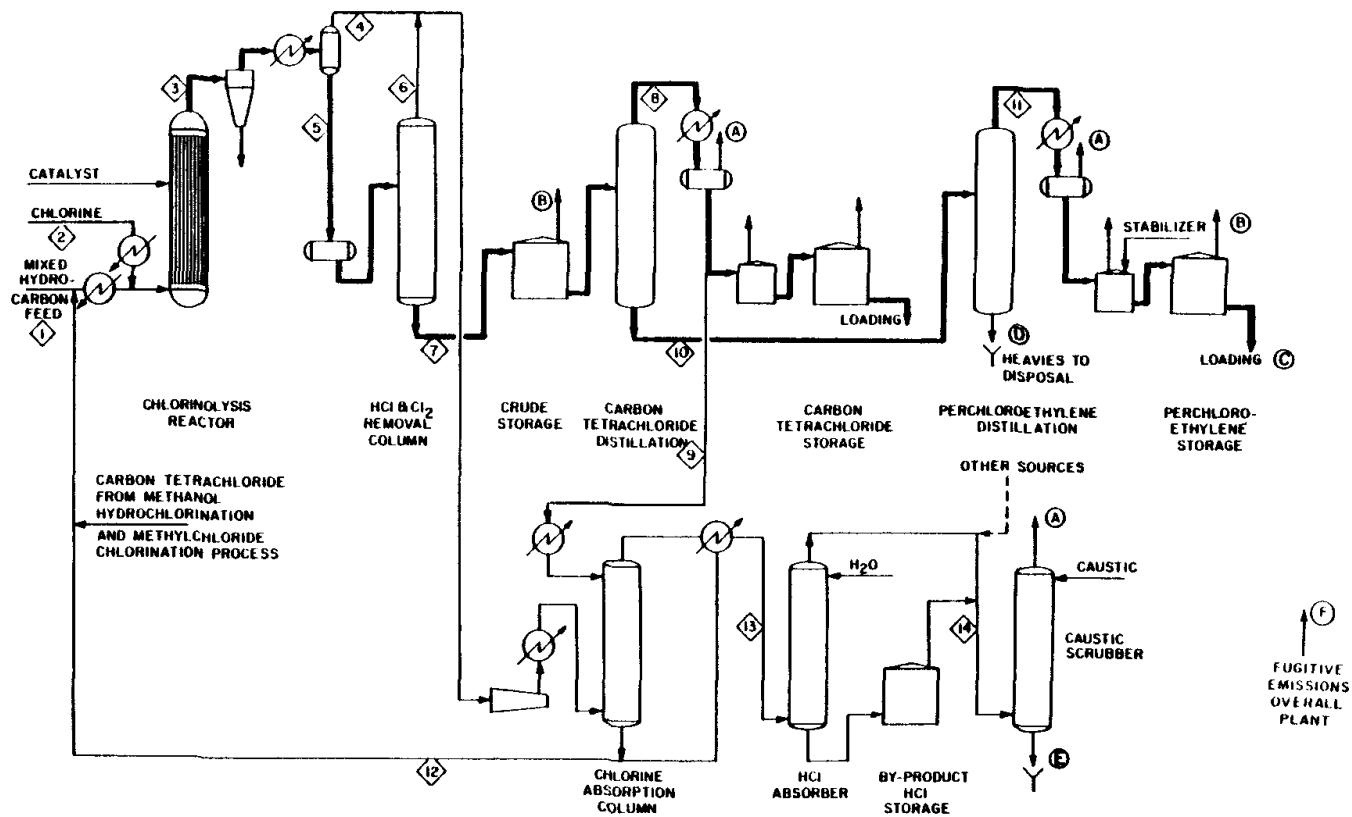 4
3
6
8
11
A
A
5
CATALYST
B
STABILIZER
B
CHLORINE
2
MIXED
HYDRO-
CARBON
FEED
1
LOADING
7
10
D
HEAVIES TO
DISPOSAL
LOADING C
CHLORINOLYSIS
REACTOR
HCl & Cl2
REMOVAL
COLUMN
CRUDE
STORAGE
CARBON
TETRACHLORIDE
DISTILLATION
CARBON
TETRACHLORIDE
STORAGE
PERCHLOROETHYLENE
DISTILLATION
PERCHLORO-
ETHYLENE
STORAGE
9
OTHER SOURCES
CARBON TETRACHLORIDE
FROM METHANOL
HYDROCHLORINATION
AND METHYLCHLORIDE
CHLORINATION PROCESS
A
H2O
CAUSTIC
13
14
CAUSTIC
SCRUBBER
F
FUGITIVE
EMISSIONS
OVERALL
PLANT
12
E
CHLORINE
ABSORPTION
COLUMN
HCl
ABSORBER
BY-PRODUCT
HCl
STORAGE